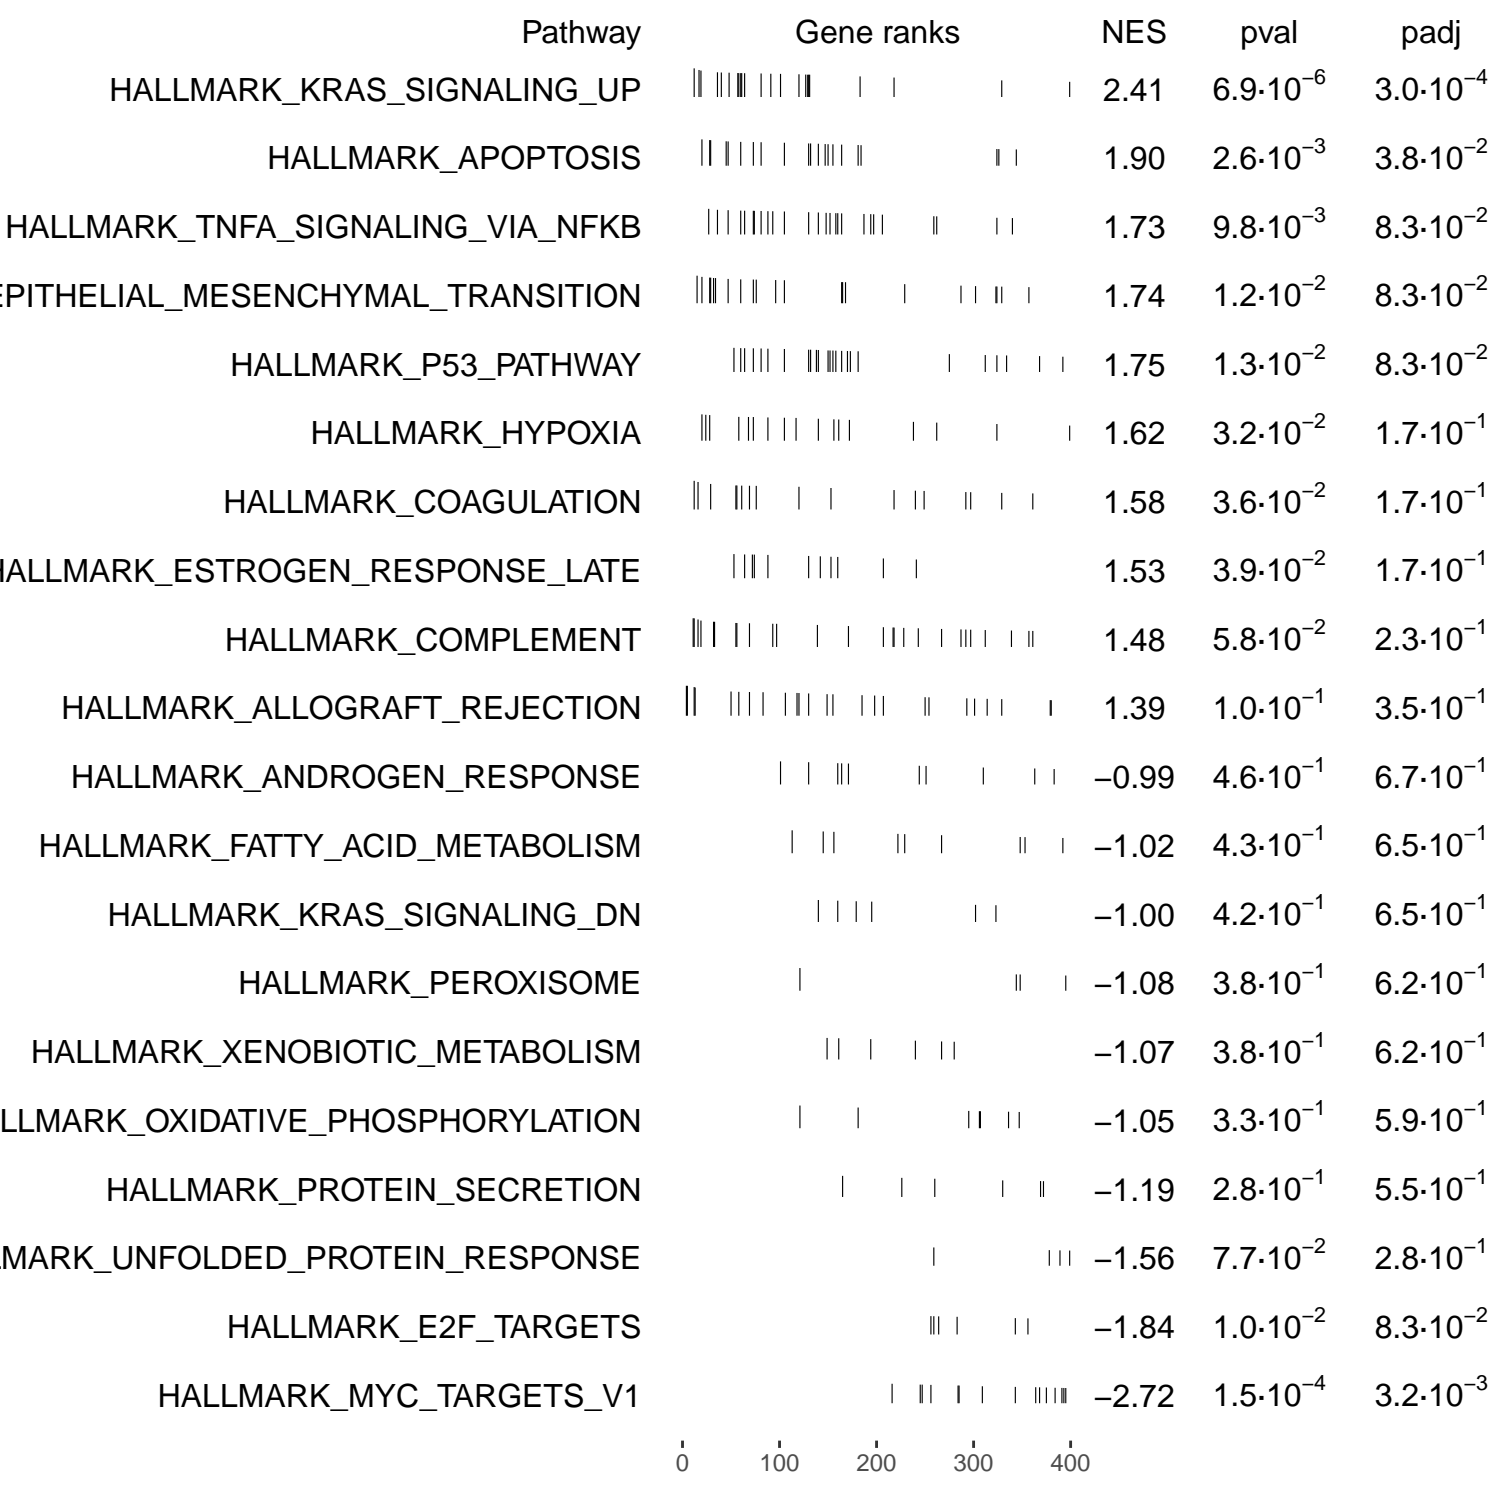 Pathway Gene ranks NES pval padj
HALLMARK_KRAS_SIGNALING_UP 2.41 6.9·10⁻⁶ 3.0·10⁻⁴
HALLMARK_APOPTOSIS 1.90 2.6·10⁻³ 3.8·10⁻²
HALLMARK_TNFA_SIGNALING_VIA_NFKB 1.73 9.8·10⁻³ 8.3·10⁻²
EPITHELIAL_MESENCHYMAL_TRANSITION 1.74 1.2·10⁻² 8.3·10⁻²
HALLMARK_P53_PATHWAY 1.75 1.3·10⁻² 8.3·10⁻²
HALLMARK_HYPOXIA 1.62 3.2·10⁻² 1.7·10⁻¹
HALLMARK_COAGULATION 1.58 3.6·10⁻² 1.7·10⁻¹
HALLMARK_ESTROGEN_RESPONSE_LATE 1.53 3.9·10⁻² 1.7·10⁻¹
HALLMARK_COMPLEMENT 1.48 5.8·10⁻² 2.3·10⁻¹
HALLMARK_ALLOGRAFT_REJECTION 1.39 1.0·10⁻¹ 3.5·10⁻¹
HALLMARK_ANDROGEN_RESPONSE −0.99 4.6·10⁻¹ 6.7·10⁻¹
HALLMARK_FATTY_ACID_METABOLISM −1.02 4.3·10⁻¹ 6.5·10⁻¹
HALLMARK_KRAS_SIGNALING_DN −1.00 4.2·10⁻¹ 6.5·10⁻¹
HALLMARK_PEROXISOME −1.08 3.8·10⁻¹ 6.2·10⁻¹
HALLMARK_XENOBIOTIC_METABOLISM −1.07 3.8·10⁻¹ 6.2·10⁻¹
LLMARK_OXIDATIVE_PHOSPHORYLATION −1.05 3.3·10⁻¹ 5.9·10⁻¹
HALLMARK_PROTEIN_SECRETION −1.19 2.8·10⁻¹ 5.5·10⁻¹
MARK_UNFOLDED_PROTEIN_RESPONSE −1.56 7.7·10⁻² 2.8·10⁻¹
HALLMARK_E2F_TARGETS −1.84 1.0·10⁻² 8.3·10⁻²
HALLMARK_MYC_TARGETS_V1 −2.72 1.5·10⁻⁴ 3.2·10⁻³
0 100 200 300 400